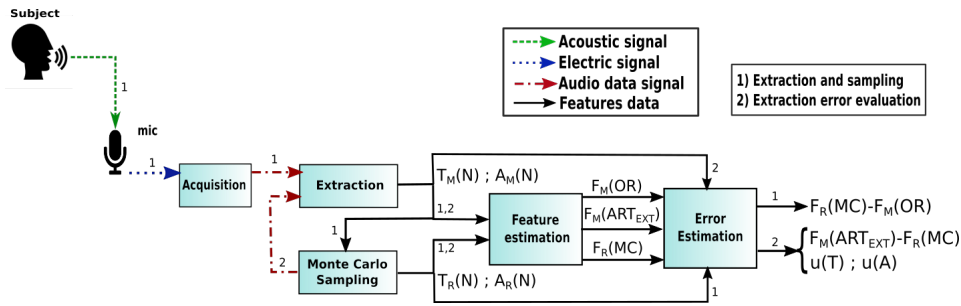 Subject
Acoustic signal
Electric signal
Audio data signal
Features data
1) Extraction and sampling
2) Extraction error evaluation
1
mic
1
Acquisition
1
Extraction
T_M(N) ; A_M(N)
2
1
1,2
2
Monte Carlo
Sampling
1,2
T_R(N) ; A_R(N)
Feature
estimation
F_M(OR)
F_M(ART_EXT)
F_R(MC)
Error
Estimation
1
1
F_R(MC)-F_M(OR)
2
F_M(ART_EXT)-F_R(MC)
u(T) ; u(A)